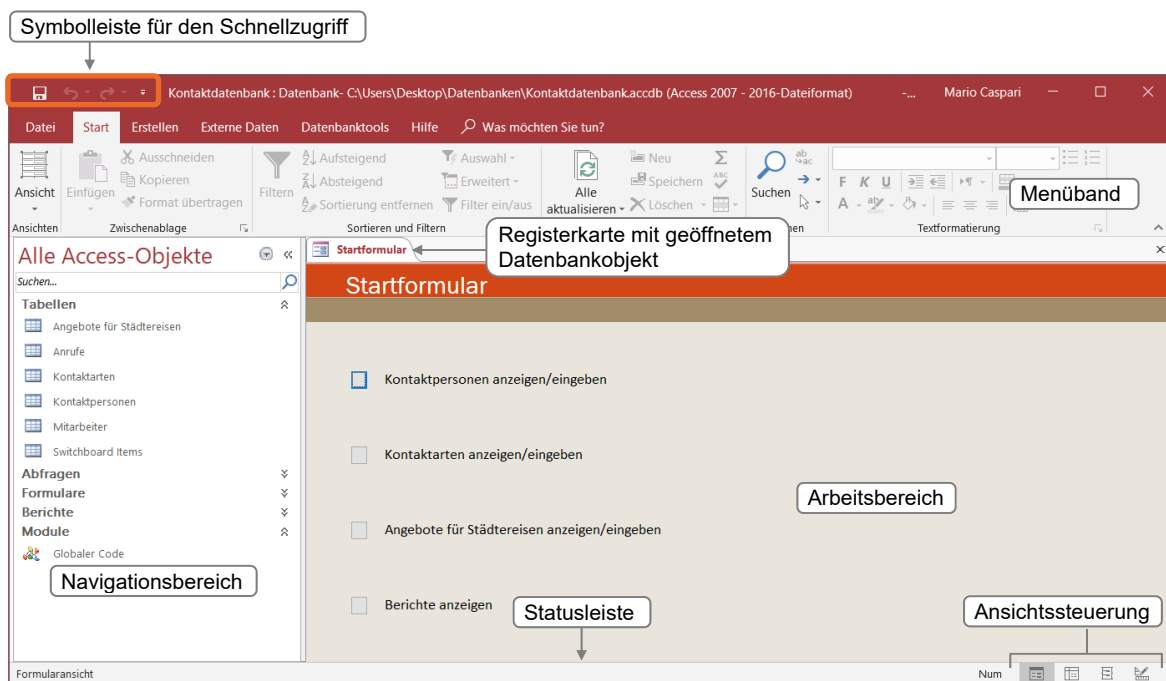 Symbolleiste für den Schnellzugriff
Kontaktdatenbank : Datenbank- C:\Users\Desktop\Datenbanken\Kontaktdatenbank.accdb (Access 2007 - 2016-Dateiformat) -... Mario Caspari
Datei Start Erstellen Externe Daten Datenbanktools Hilfe Was möchten Sie tun?
Ansicht
Einfügen
Ausschneiden
Kopieren
Format übertragen
Filtern
Aufsteigend
Absteigend
Sortierung entfernen
Auswahl
Erweitert
Filter ein/aus
Alle
aktualisieren
Neu
Speichern
Löschen
Suchen
F K U
Menüband
Ansichten Zwischenablage Sortieren und Filtern Textformatierung
Registerkarte mit geöffnetem
Datenbankobjekt
Alle Access-Objekte
Suchen...
Tabellen
Angebote für Städtereisen
Anrufe
Kontaktarten
Kontaktpersonen
Mitarbeiter
Switchboard Items
Abfragen
Formulare
Berichte
Module
Globaler Code
Navigationsbereich
Startformular
Startformular
Kontaktpersonen anzeigen/eingeben
Kontaktarten anzeigen/eingeben
Arbeitsbereich
Angebote für Städtereisen anzeigen/eingeben
Berichte anzeigen
Statusleiste
Ansichtssteuerung
Formularansicht Num